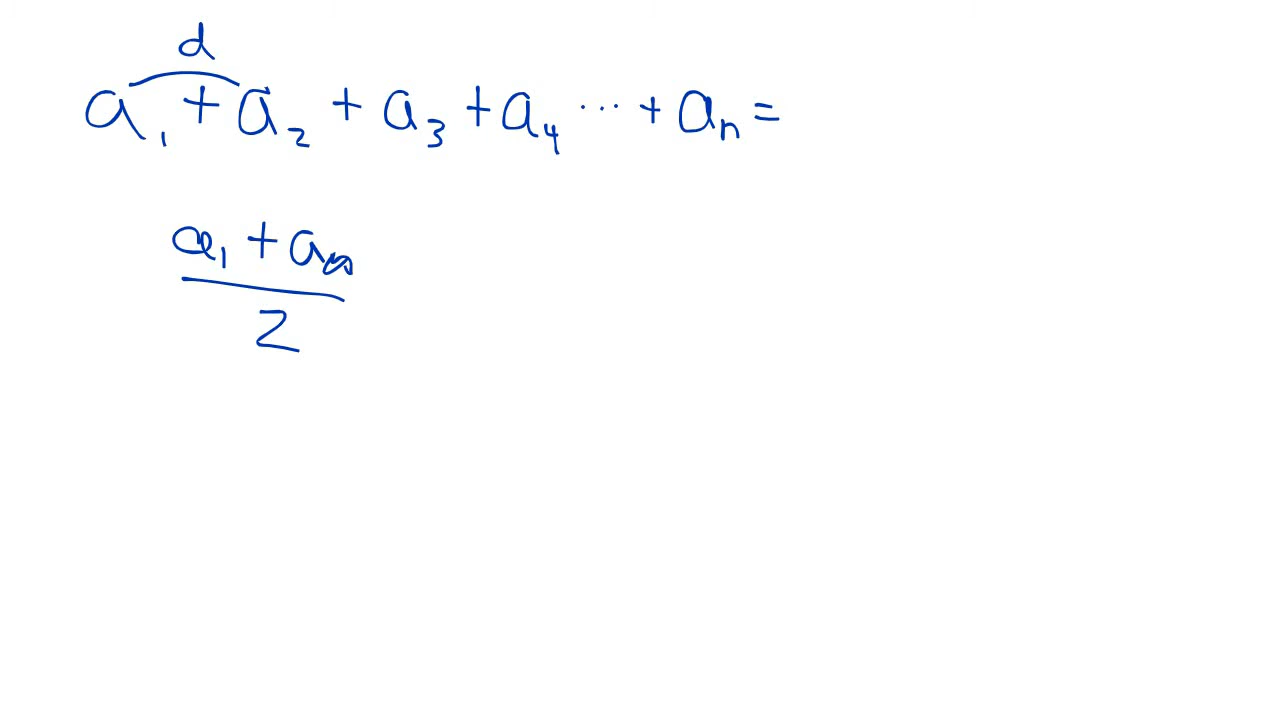 d
a₁ + a₂ + a₃ + a₄ ... + aₙ =
a₁ + aₙ
2